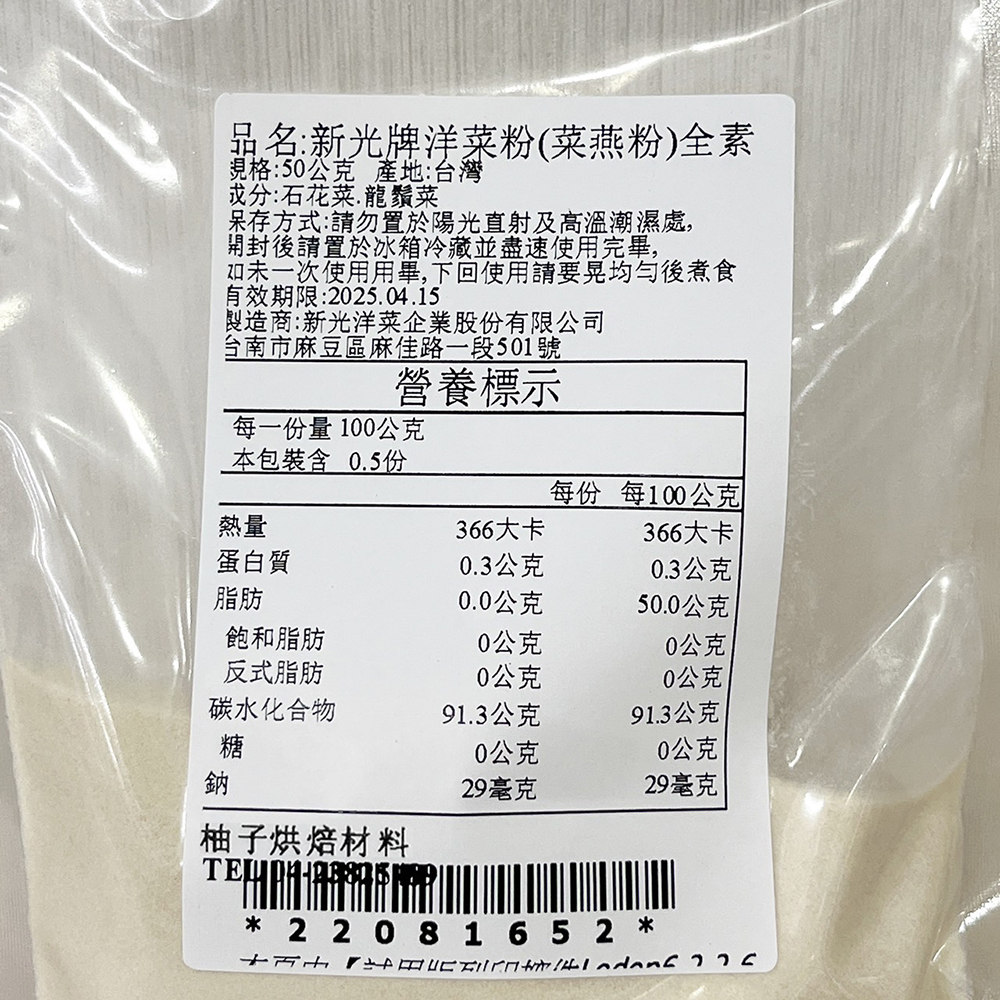 品名:新光牌洋菜粉(菜燕粉)全素
規格:50公克 產地:台灣
成分:石花菜.龍鬚菜
保存方式:請勿置於陽光直射及高溫潮濕處,
開封後請置於冰箱冷藏並盡速使用完畢,
如未一次使用用畢,下回使用請要晃均勻後煮食
有效期限:2025.04.15
製造商:新光洋菜企業股份有限公司
台南市麻豆區麻佳路一段501號
營養標示
每一份量 100公克
本包裝含 0.5份
每份 每100公克
熱量 366大卡 366大卡
蛋白質 0.3公克 0.3公克
脂肪 0.0公克 50.0公克
飽和脂肪 0公克 0公克
反式脂肪 0公克 0公克
碳水化合物 91.3公克 91.3公克
糖 0公克 0公克
鈉 29毫克 29毫克
柚子烘焙材料
TEL
*22081652*